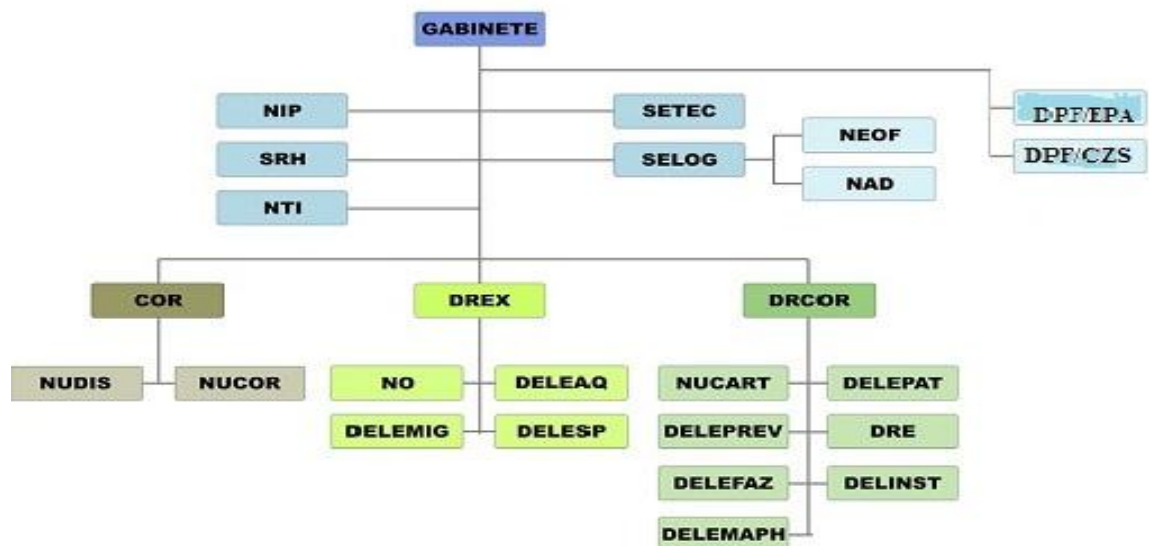 GABINETE
NIP
SETEC
DPF/EPA
NEOF
SRH
SELOG
DPF/CZS
NAD
NTI
COR
DREX
DRCOR
NUDIS
NUCOR
NO
DELEAQ
NUCART
DELEPAT
DELEMIG
DELESP
DELEPREV
DRE
DELEFAZ
DELINST
DELEMAPH